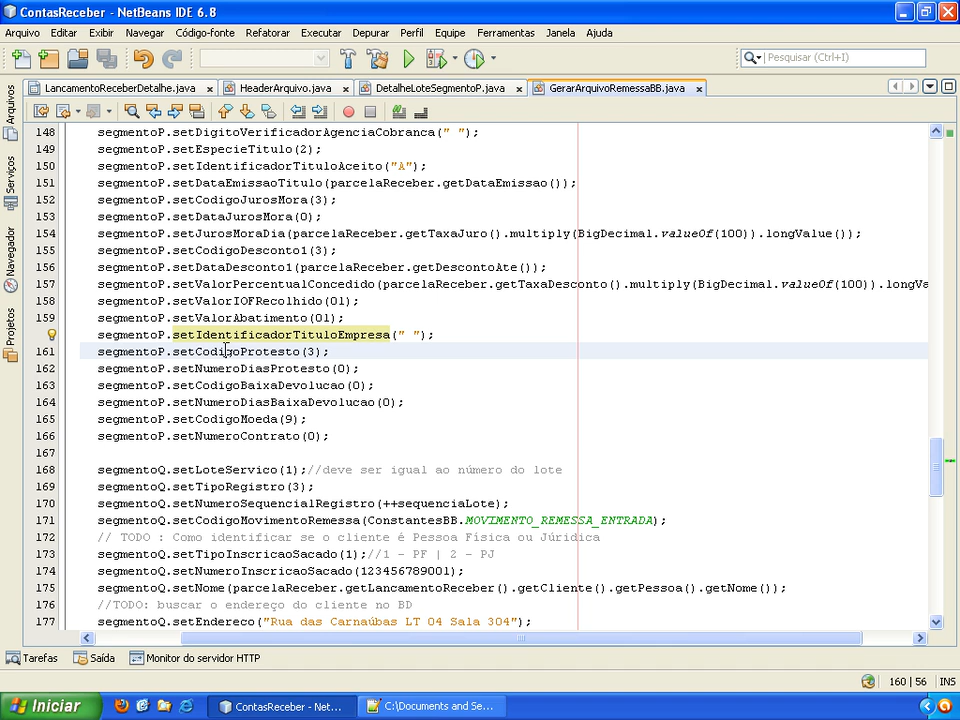 ContasReceber - NetBeans IDE 6.8
Arquivo Editar Exibir Navegar Código-fonte Refatorar Executar Depurar Perfil Equipe Ferramentas Janela Ajuda
Pesquisar (Ctrl+I)
LancamentoReceberDetalhe.java HeaderArquivo.java DetalheLoteSegmentoP.java GerarArquivoRemessaBB.java
Arquivos
Serviços
Navegador
Projetos
148 segmentoP.setDigitoVerificadorAgenciaCobranca(" ");
149 segmentoP.setEspecieTitulo(2);
150 segmentoP.setIdentificadorTituloAceito("A");
151 segmentoP.setDataEmissaoTitulo(parcelaReceber.getDataEmissao());
152 segmentoP.setCodigoJurosMora(3);
153 segmentoP.setDataJurosMora(0);
154 segmentoP.setJurosMoraDia(parcelaReceber.getTaxaJuro().multiply(BigDecimal.valueOf(100)).longValue());
155 segmentoP.setCodigoDesconto1(3);
156 segmentoP.setDataDesconto1(parcelaReceber.getDescontoAte());
157 segmentoP.setValorPercentualConcedido(parcelaReceber.getTaxaDesconto().multiply(BigDecimal.valueOf(100)).longVa
158 segmentoP.setValorIOFRecolhido(0l);
159 segmentoP.setValorAbatimento(0l);
segmentoP.setIdentificadorTituloEmpresa(" ");
161 segmentoP.setCodigoProtesto(3);
162 segmentoP.setNumeroDiasProtesto(0);
163 segmentoP.setCodigoBaixaDevolucao(0);
164 segmentoP.setNumeroDiasBaixaDevolucao(0);
165 segmentoP.setCodigoMoeda(9);
166 segmentoP.setNumeroContrato(0);
167
168 segmentoQ.setLoteServico(1);//deve ser igual ao número do lote
169 segmentoQ.setTipoRegistro(3);
170 segmentoQ.setNumeroSequencialRegistro(++sequenciaLote);
171 segmentoQ.setCodigoMovimentoRemessa(ConstantesBB.MOVIMENTO_REMESSA_ENTRADA);
172 // TODO : Como identificar se o cliente é Pessoa Física ou Júridica
173 segmentoQ.setTipoInscricaoSacado(1);//1 - PF | 2 - PJ
174 segmentoQ.setNumeroInscricaoSacado(123456789001);
175 segmentoQ.setNome(parcelaReceber.getLancamentoReceber().getCliente().getPessoa().getNome());
176 //TODO: buscar o endereço do cliente no BD
177 segmentoQ.setEndereco("Rua das Carnaúbas LT 04 Sala 304");
Tarefas Saída Monitor do servidor HTTP
160 | 56 INS
Iniciar ContasReceber - Net... C:\Documents and Se...